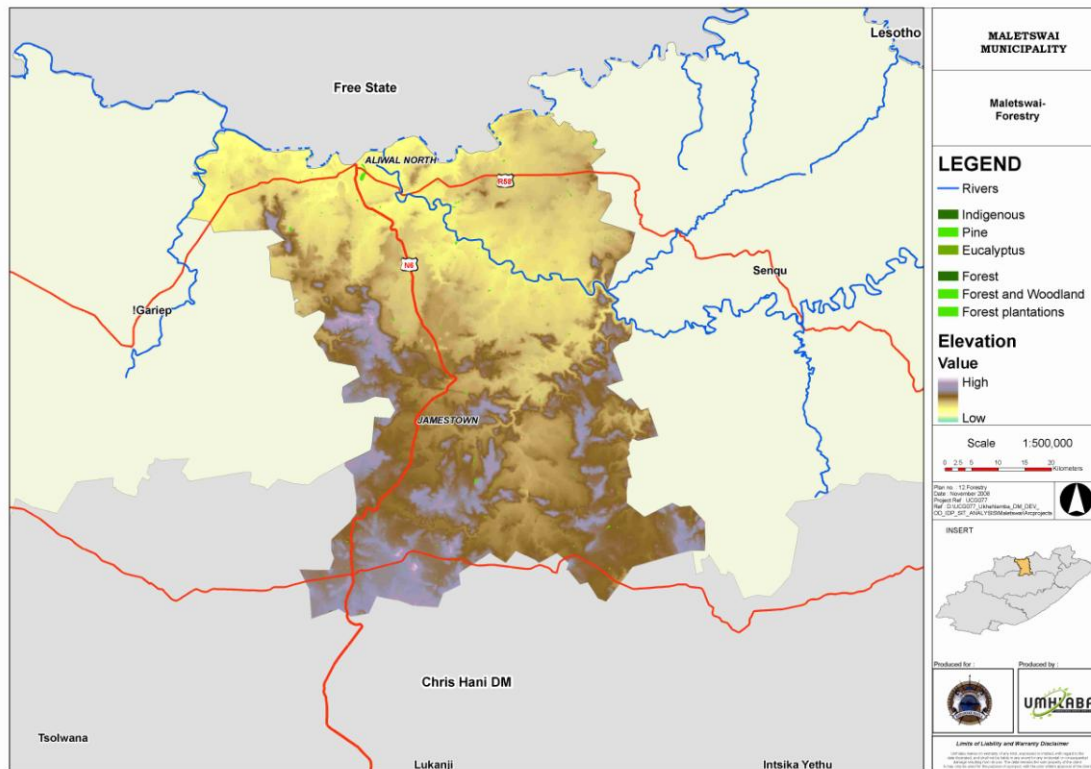 Lesotho
Free State
ALIWAL NORTH
R58
N6
Senqu
!Gariep
JAMESTOWN
Chris Hani DM
Tsolwana
Lukanji
Intsika Yethu
MALETSWAI
MUNICIPALITY
Maletswai-
Forestry
LEGEND
Rivers
Indigenous
Pine
Eucalyptus
Forest
Forest and Woodland
Forest plantations
Elevation
Value
High
Low
Scale 1:500,000
0 2.5 5 10 15 20
Kilometers
Plan no. : 12 Forestry
Date : November 2008
Project Ref : UCG077
INSERT
Produced for :
Produced by :
UMHLABA
Limits of Liability and Warranty Disclaimer